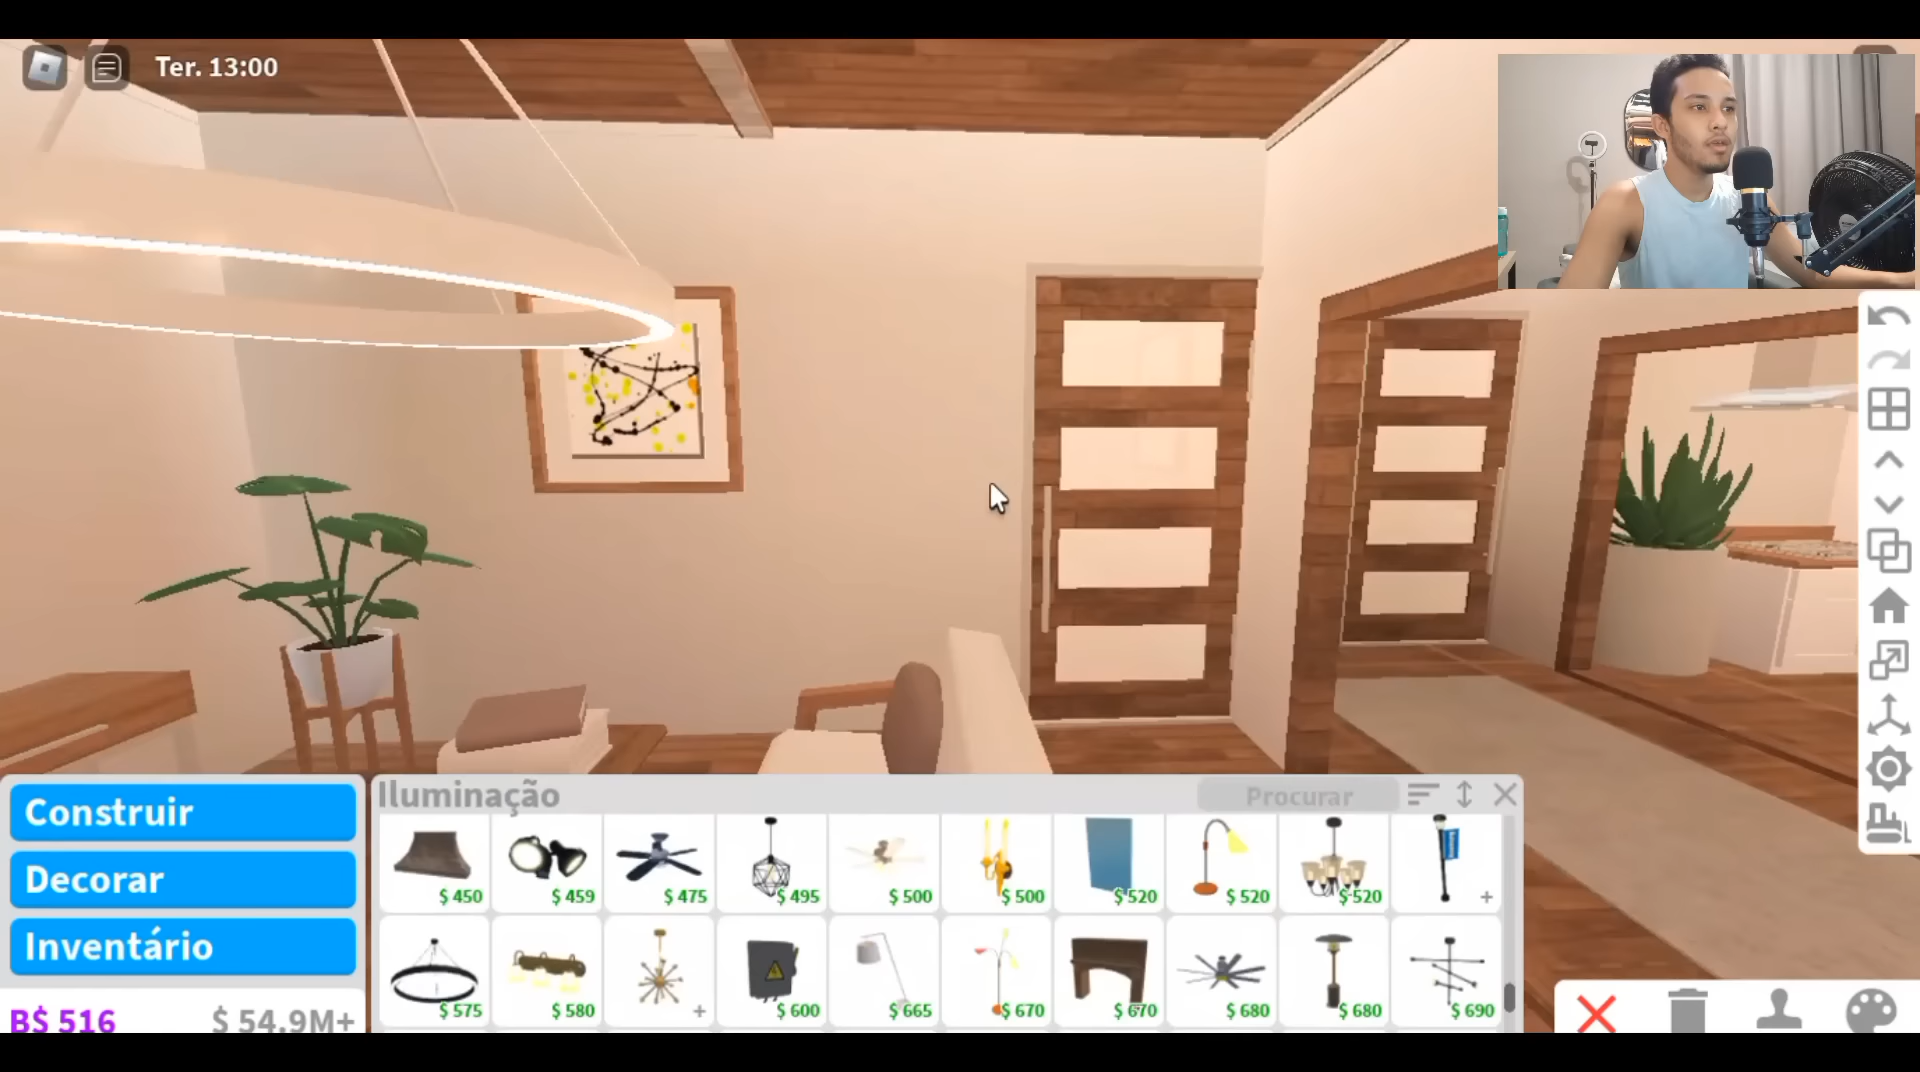 Ter. 13:00
Construir
Decorar
Inventário
B$ 516 $ 54.9M+
Iluminação Procurar
$ 450 $ 459 $ 475 $ 495 $ 500 $ 500 $ 520 $ 520 $ 520 +
$ 575 $ 580 + $ 600 $ 665 $ 670 $ 670 $ 680 $ 680 $ 690